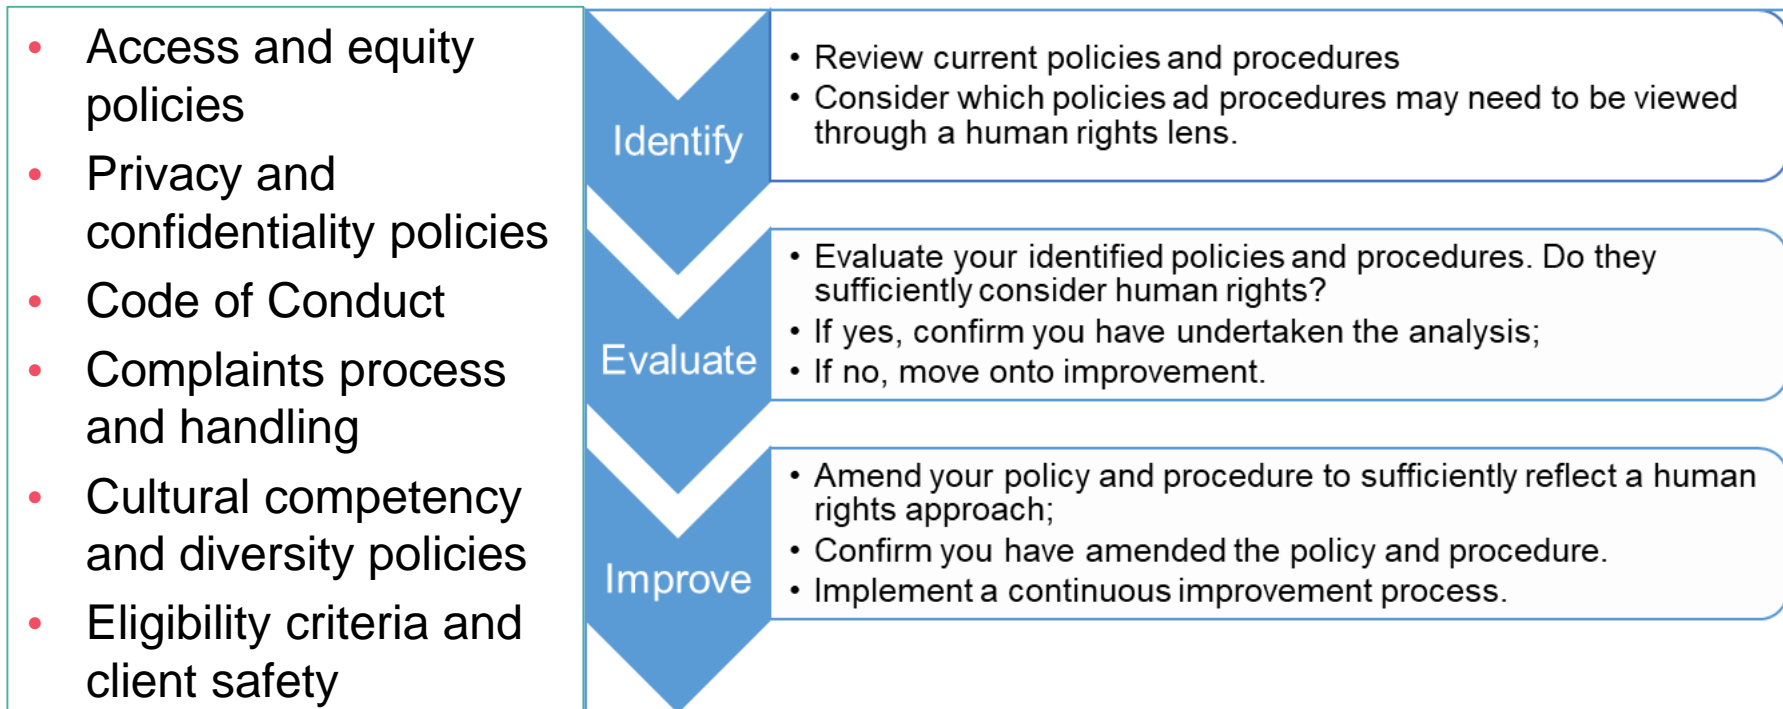 • Access and equity
policies
• Privacy and
confidentiality policies
• Code of Conduct
• Complaints process
and handling
• Cultural competency
and diversity policies
• Eligibility criteria and
client safety
Identify
• Review current policies and procedures
• Consider which policies ad procedures may need to be viewed
through a human rights lens.
Evaluate
• Evaluate your identified policies and procedures. Do they
sufficiently consider human rights?
• If yes, confirm you have undertaken the analysis;
• If no, move onto improvement.
Improve
• Amend your policy and procedure to sufficiently reflect a human
rights approach;
• Confirm you have amended the policy and procedure.
• Implement a continuous improvement process.